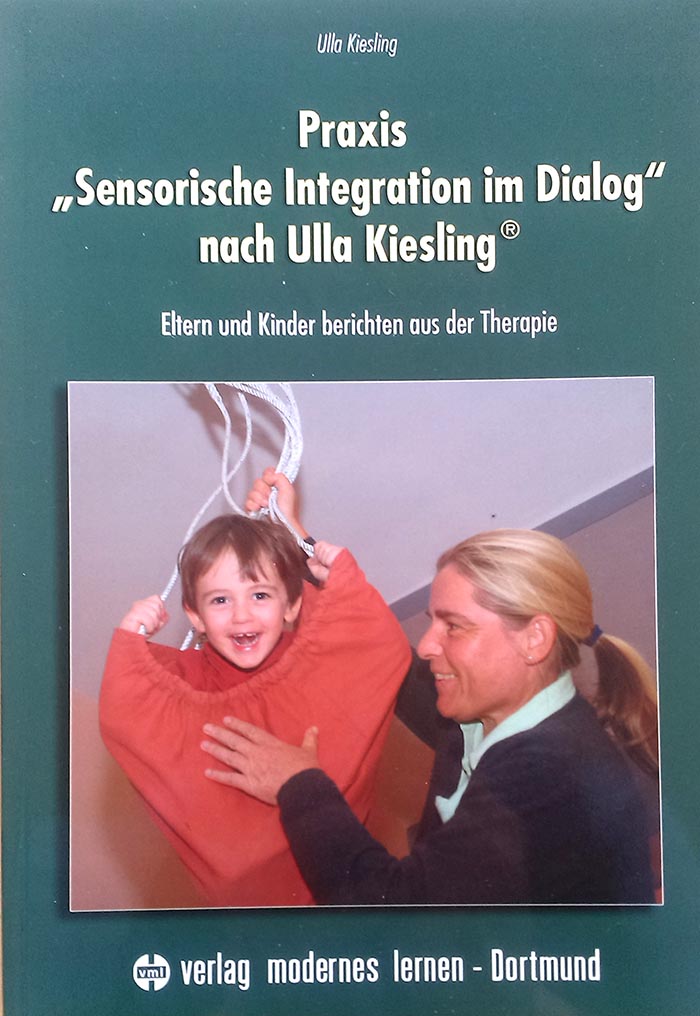 Ulla Kiesling
Praxis
„Sensorische Integration im Dialog“
nach Ulla Kiesling®
Eltern und Kinder berichten aus der Therapie
vml verlag modernes lernen - Dortmund